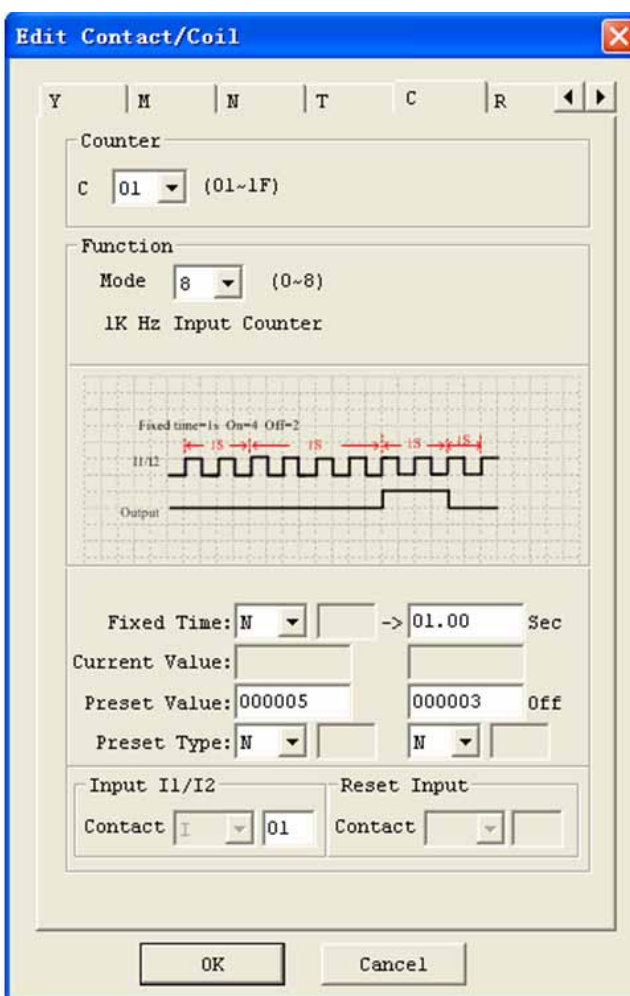 Edit Contact/Coil
Y M N T C R
Counter
C 01 (01~1F)
Function
Mode 8 (0~8)
1K Hz Input Counter
Fixed time=1s On=4 Off=2
1S 1S 1S 1S
I1/I2
Output
Fixed Time: N -> 01.00 Sec
Current Value:
Preset Value: 000005 000003 Off
Preset Type: N N
Input I1/I2 Reset Input
Contact I 01 Contact
OK Cancel